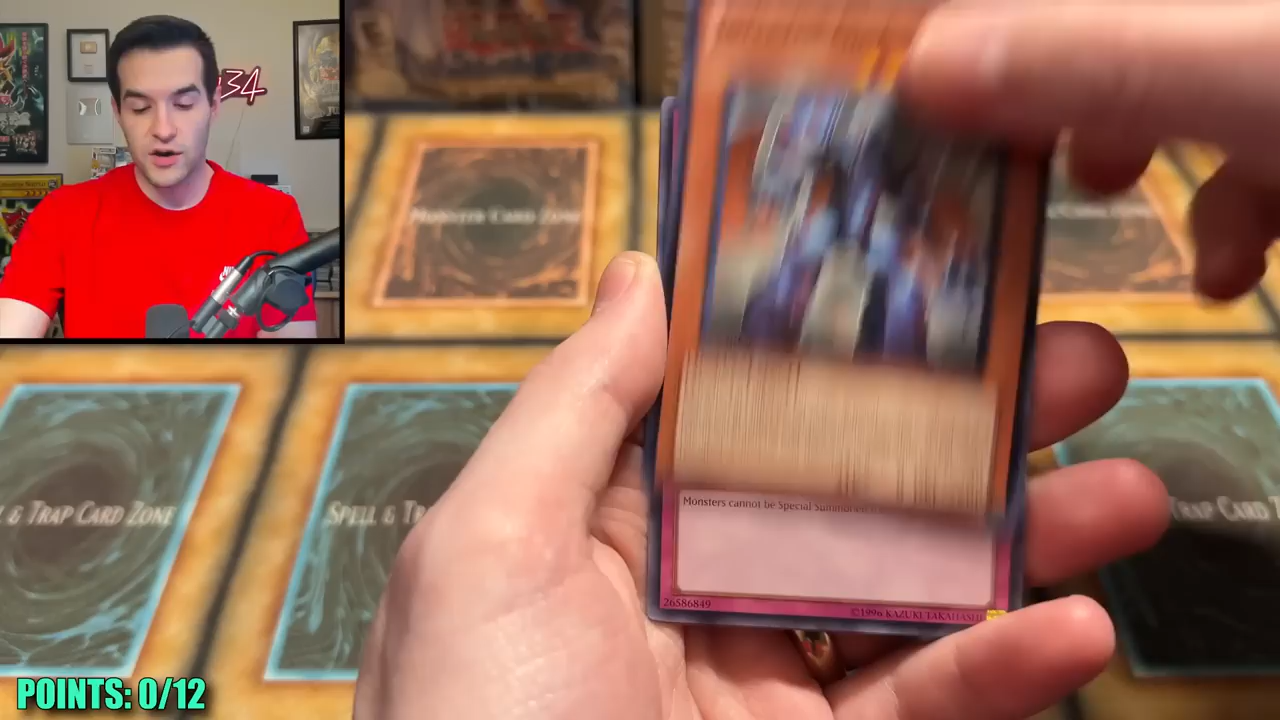 34
MONSTER CARD ZONE
CARD
L & TRAP CARD ZONE
SPELL & TR
TRAP CARD
Monsters cannot be Special Summoned
26586849
©1996 KAZUKI TAKAHASHI
POINTS: 0/12